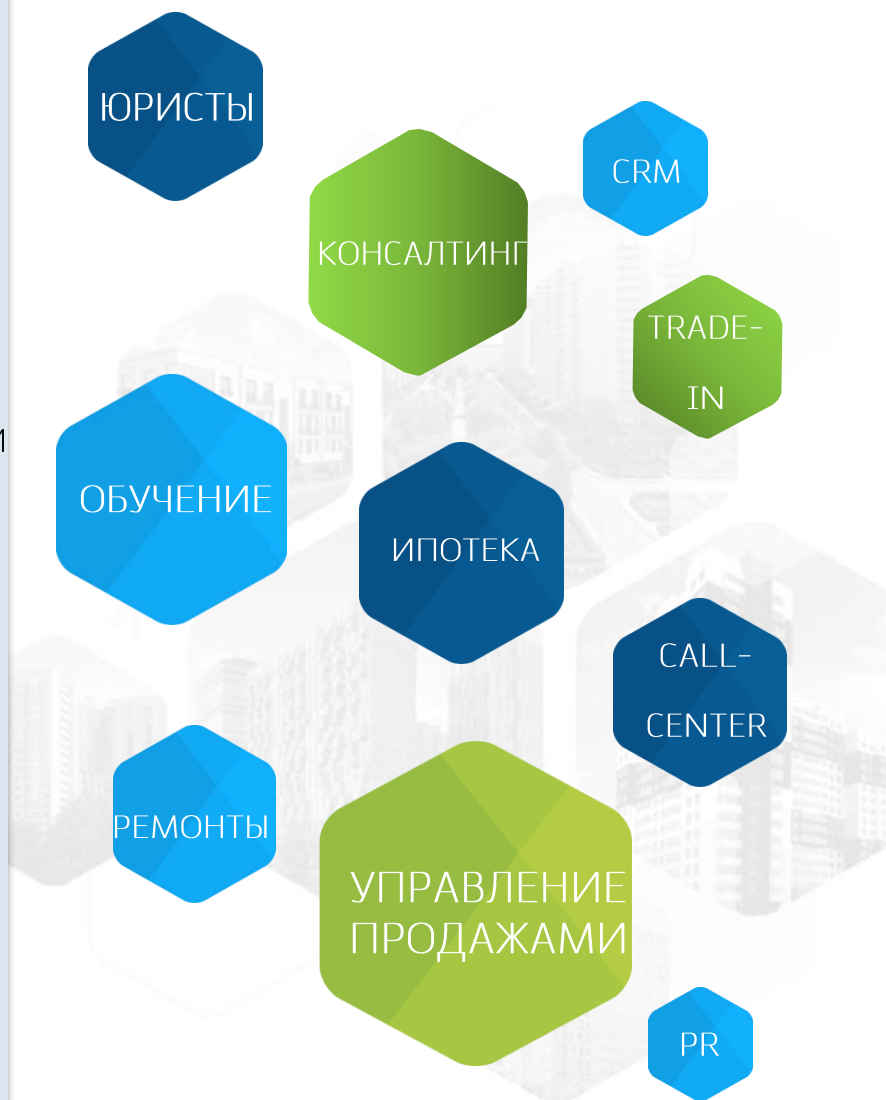 ЮРИСТЫ
CRM
КОНСАЛТИНГ
TRADE-
IN
ОБУЧЕНИЕ
ИПОТЕКА
CALL-
CENTER
РЕМОНТЫ
УПРАВЛЕНИЕ
ПРОДАЖАМИ
PR